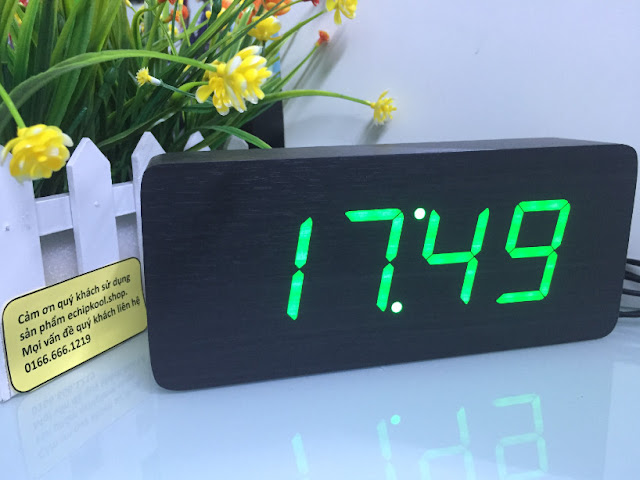 17:49
Cảm ơn quý khách sử dụng
sản phẩm echipkool.shop.
Mọi vấn đề quý khách liên hệ
0166.666.1219